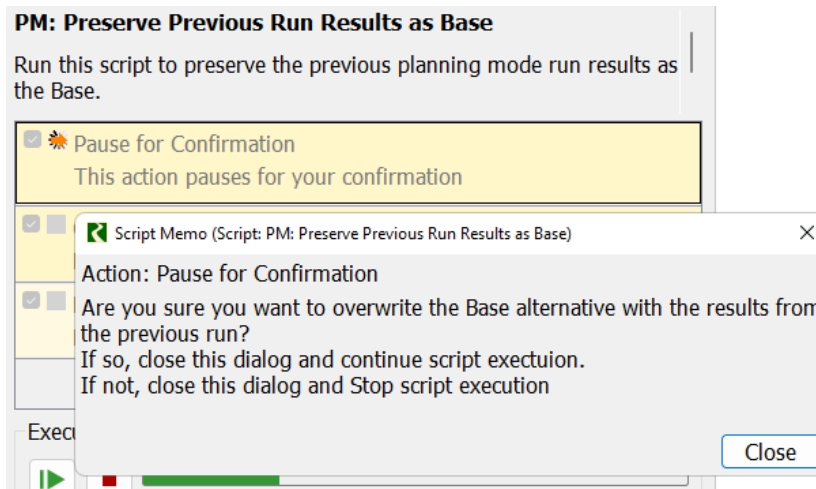 PM: Preserve Previous Run Results as Base
Run this script to preserve the previous planning mode run results as
the Base.
Pause for Confirmation
This action pauses for your confirmation
Script Memo (Script: PM: Preserve Previous Run Results as Base)
Action: Pause for Confirmation
Are you sure you want to overwrite the Base alternative with the results from
the previous run?
If so, close this dialog and continue script exectuion.
If not, close this dialog and Stop script execution
Close